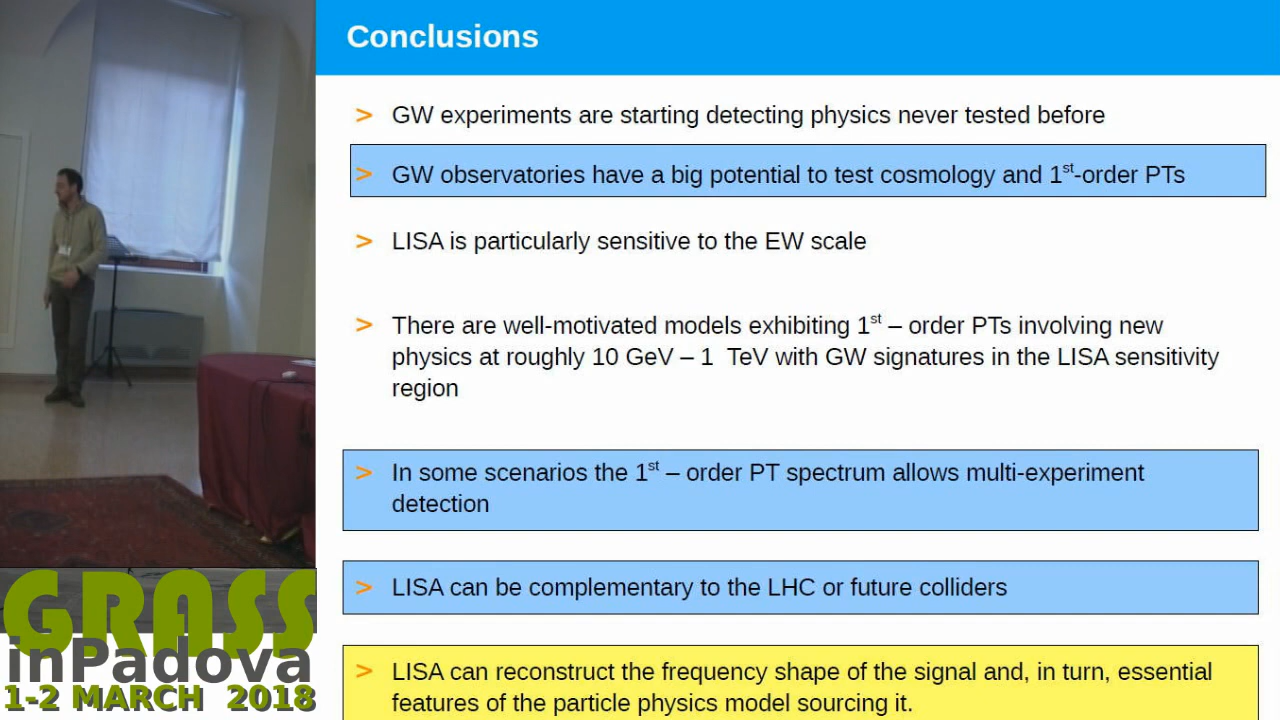 Conclusions
> GW experiments are starting detecting physics never tested before
> GW observatories have a big potential to test cosmology and 1st-order PTs
> LISA is particularly sensitive to the EW scale
> There are well-motivated models exhibiting 1st – order PTs involving new
physics at roughly 10 GeV – 1 TeV with GW signatures in the LISA sensitivity
region
> In some scenarios the 1st – order PT spectrum allows multi-experiment
detection
> LISA can be complementary to the LHC or future colliders
> LISA can reconstruct the frequency shape of the signal and, in turn, essential
features of the particle physics model sourcing it.
GRASS
inPadova
1-2 MARCH 2018